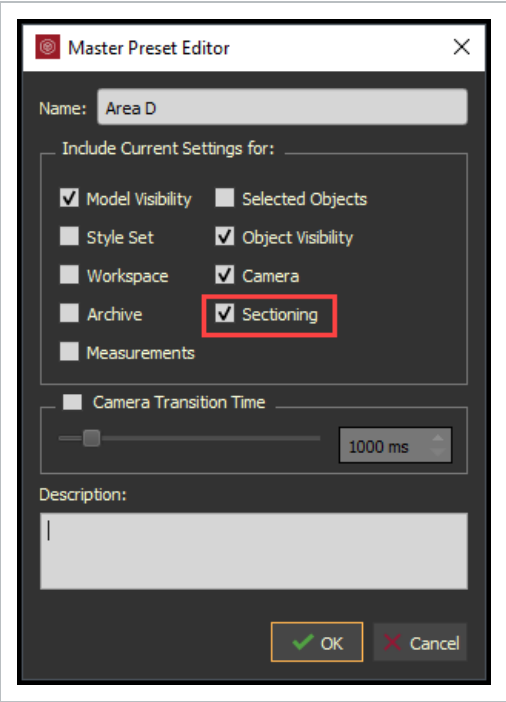 Master Preset Editor
Name: Area D
Include Current Settings for:
Model Visibility Selected Objects
Style Set Object Visibility
Workspace Camera
Archive Sectioning
Measurements
Camera Transition Time
1000 ms
Description:
OK Cancel